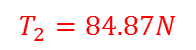 T₂ = 84.87N